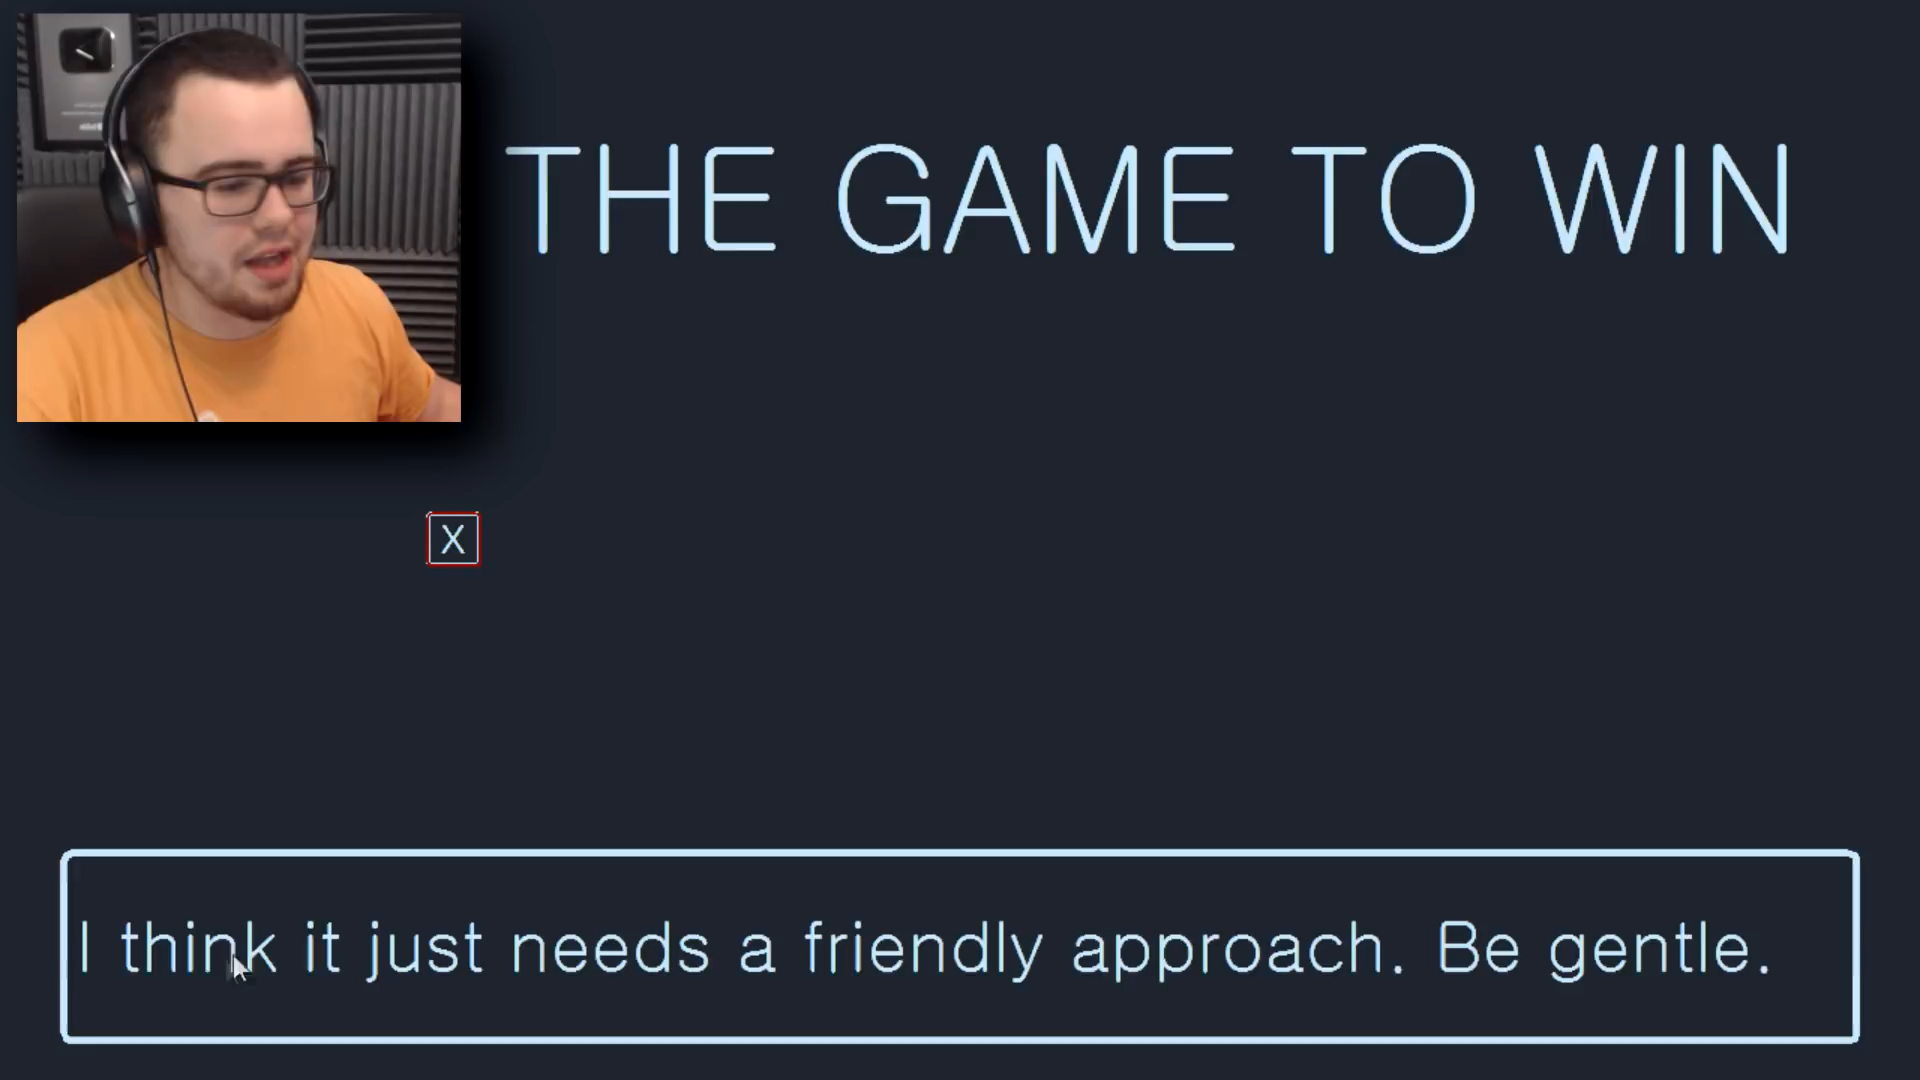 THE GAME TO WIN
X
I think it just needs a friendly approach. Be gentle.